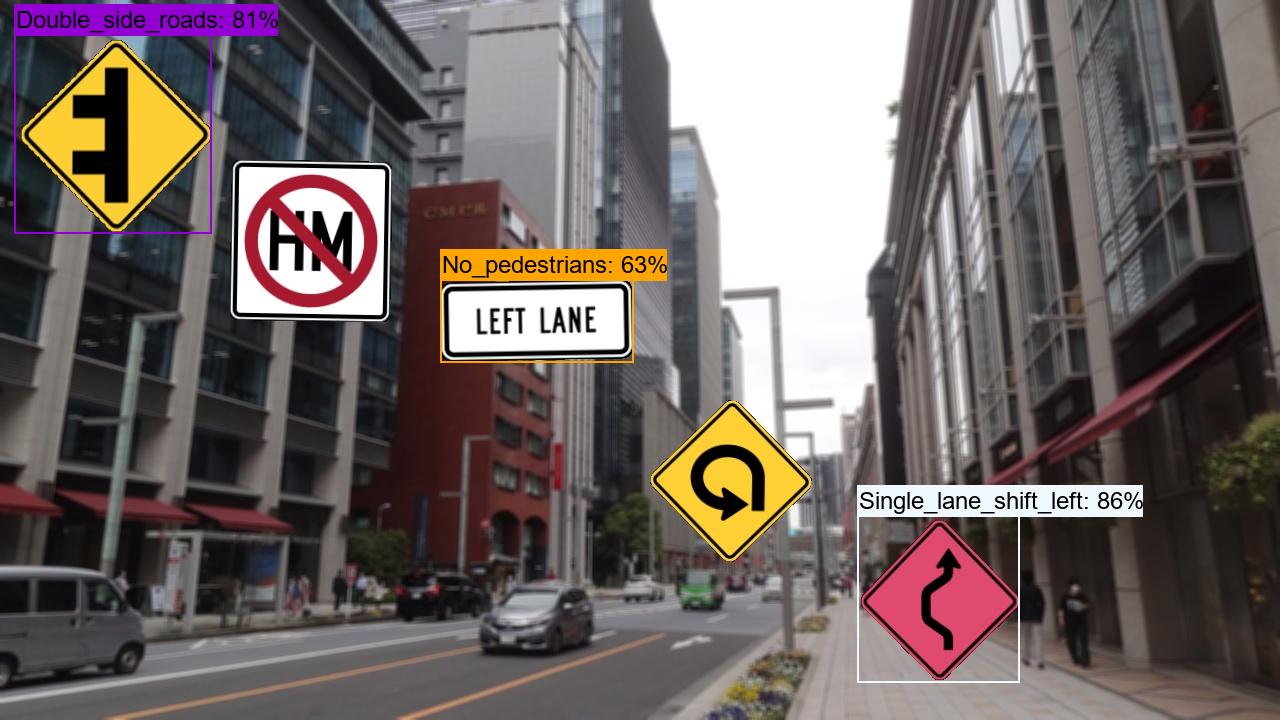 Double_side_roads: 81%
HM
No_pedestrians: 63%
LEFT LANE
Single_lane_shift_left: 86%